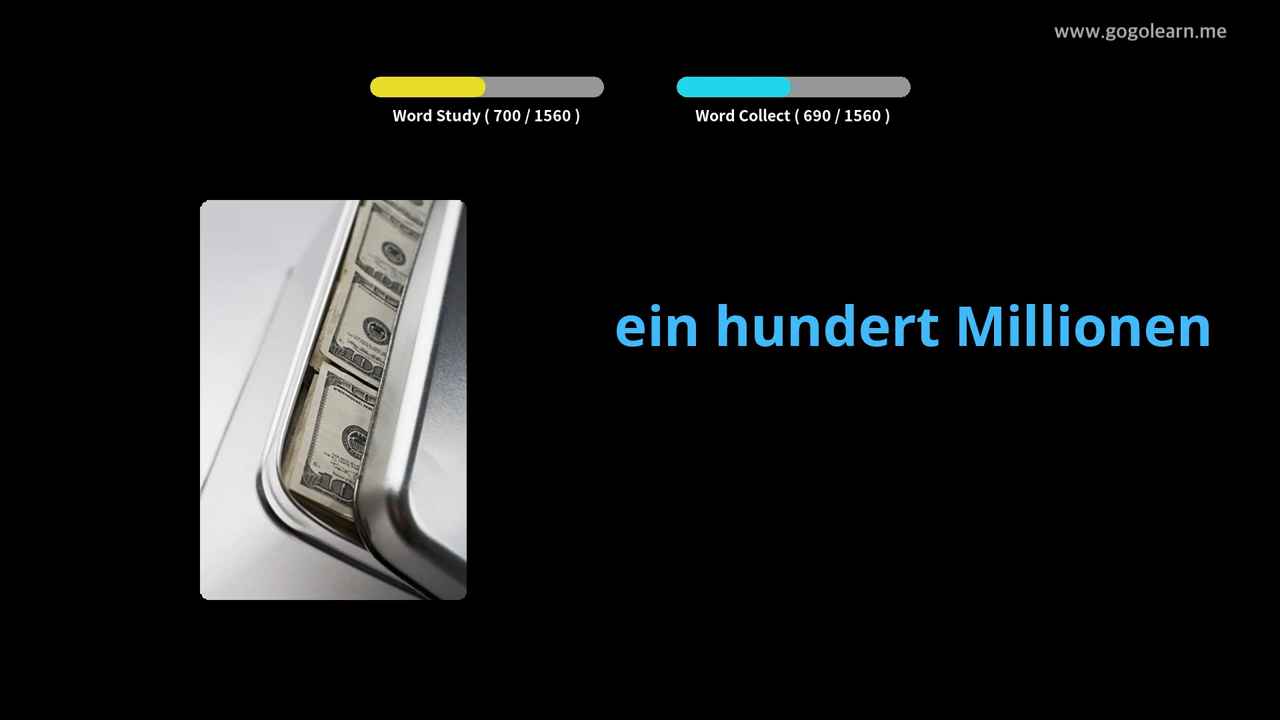 www.gogolearn.me
Word Study ( 700 / 1560 )
Word Collect ( 690 / 1560 )
ein hundert Millionen